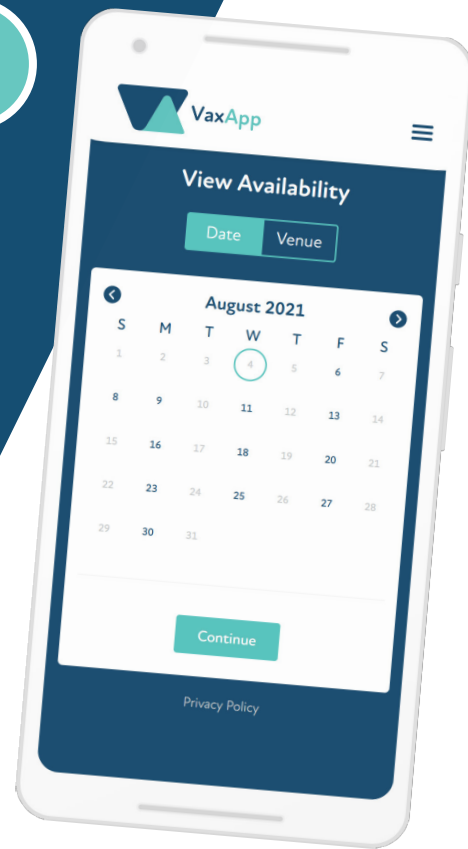 VaxApp
View Availability
Date Venue
August 2021
S M T W T F S
1 2 3 4 5 6 7
8 9 10 11 12 13 14
15 16 17 18 19 20 21
22 23 24 25 26 27 28
29 30 31
Continue
Privacy Policy